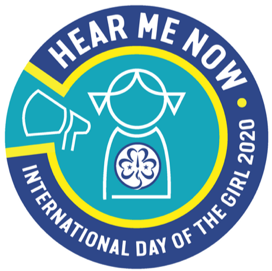 HEAR ME NOW
INTERNATIONAL DAY OF THE GIRL 2020